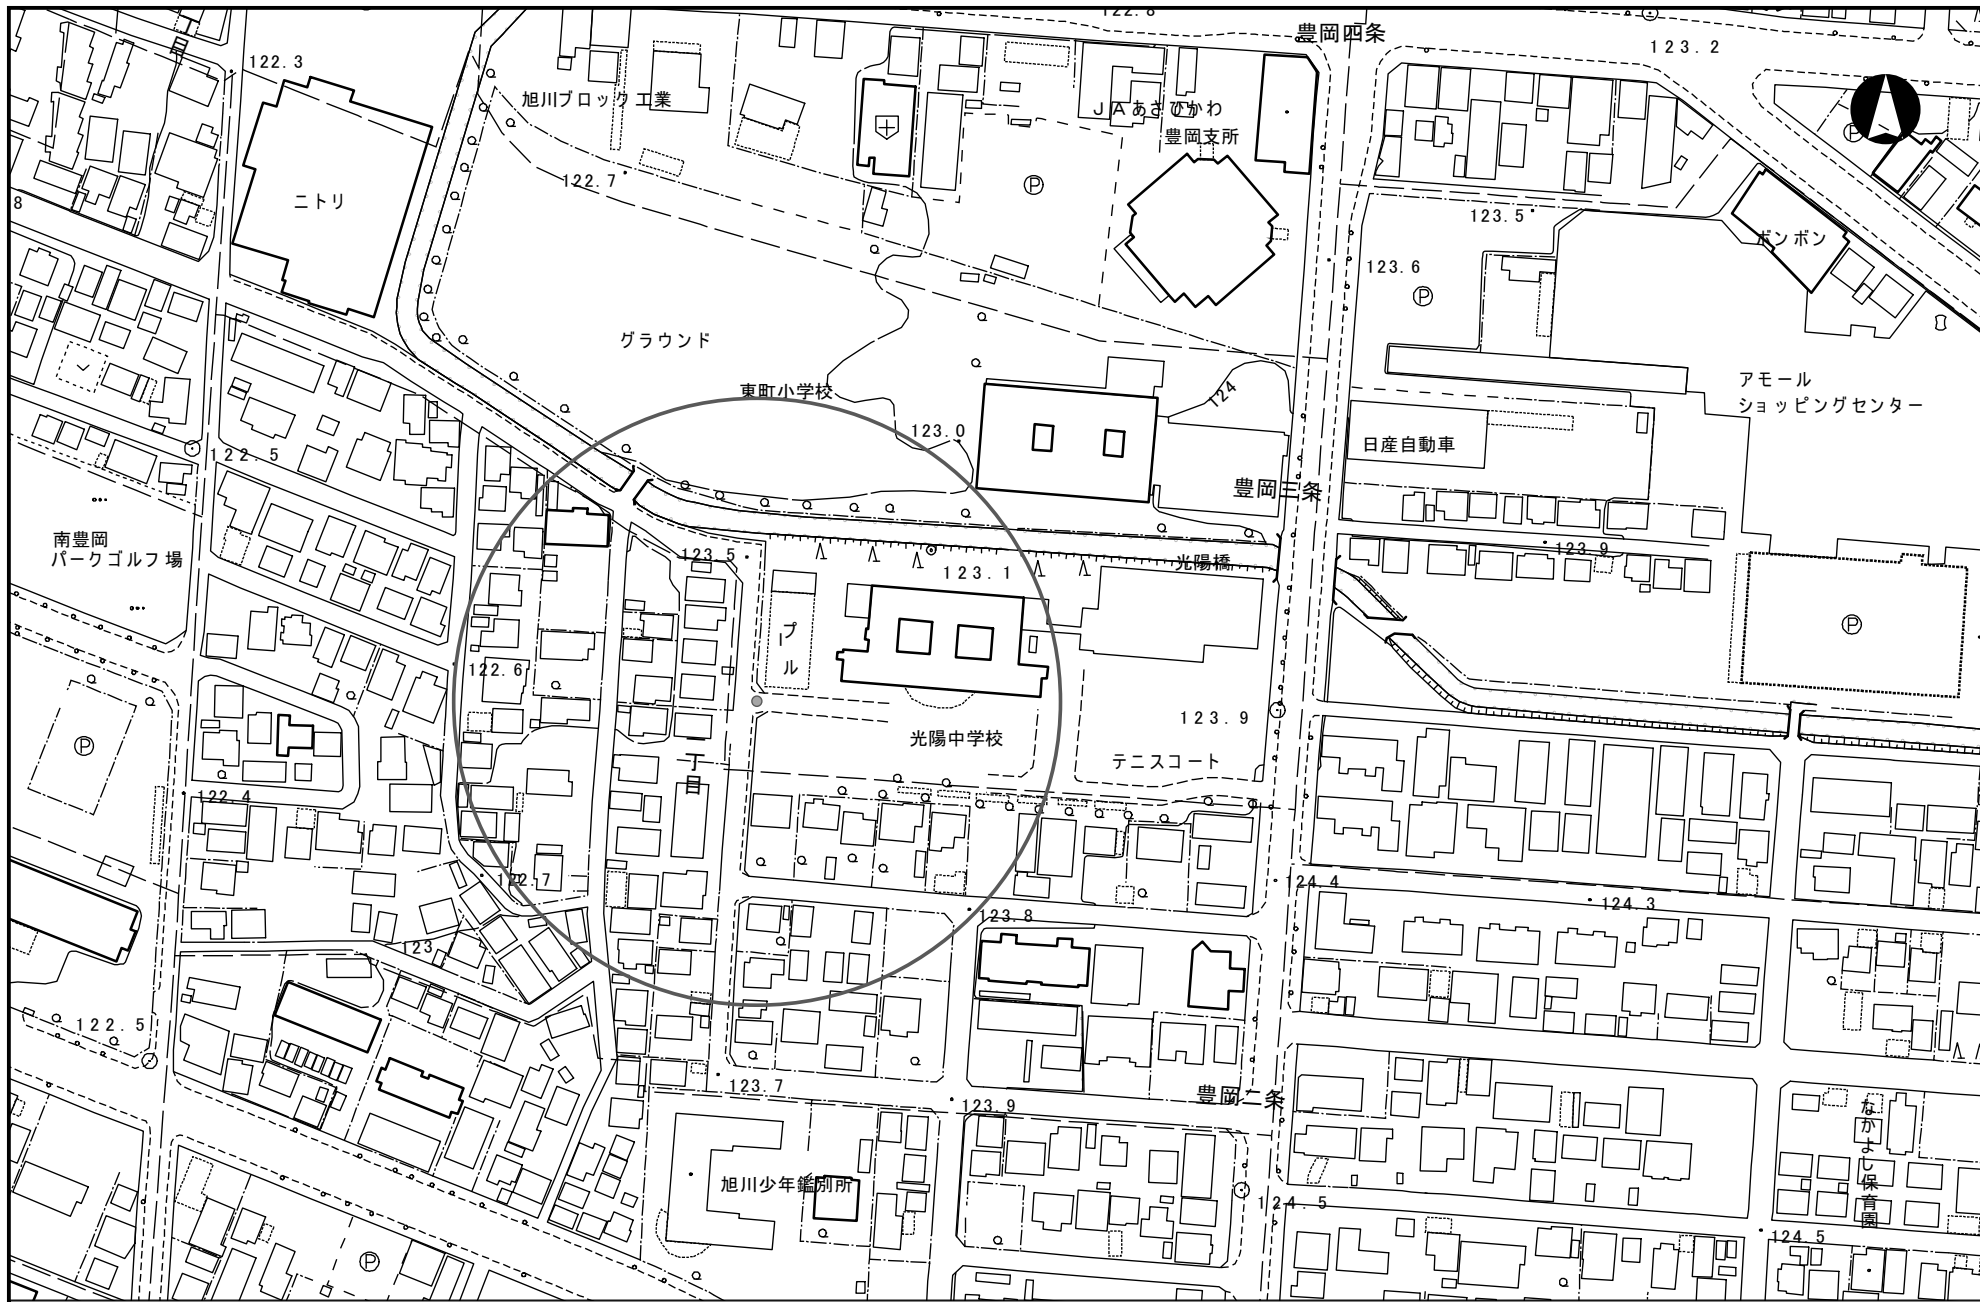 122.8
豊岡四条
123.2
122.3
旭川ブロック工業
JAあさひかわ
豊岡支所
P
122.7
P
ニトリ
8
123.5
ボンボン
123.6
P
グラウンド
東町小学校
124
アモール
ショッピングセンター
123.0
日産自動車
122.5
豊岡三条
南豊岡
パークゴルフ場
123.5
123.1
光陽橋
123.9
プール
P
122.6
123.9
光陽中学校
テニスコート
P
一丁目
122.4
122.7
124.4
124.3
123.8
123
122.5
123.7
123.9
豊岡二条
なかよし保育園
旭川少年鑑別所
124.5
124.5
P